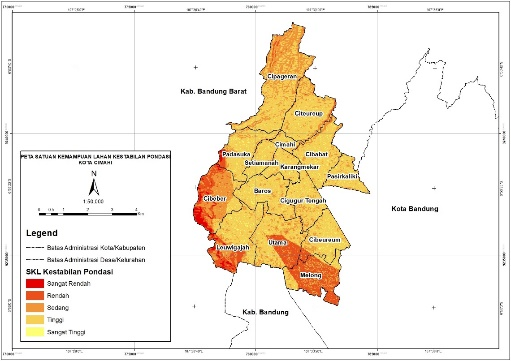 Kab. Bandung Barat
Cipageran
Citeureup
Padasuka
Cimahi
Cibabat
Setiamanah
Karangmekar
Pasirkaliki
Cibeber
Baros
Cigugur Tengah
Kota Bandung
Leuwigajah
Utama
Cibeureum
Melong
Kab. Bandung
PETA SATUAN KEMAMPUAN LAHAN KESTABILAN PONDASI
KOTA CIMAHI
N
1:50.000
Legend
Batas Administrasi Kota/Kabupaten
Batas Administrasi Desa/Kelurahan
SKL Kestabilan Pondasi
Sangat Rendah
Rendah
Sedang
Tinggi
Sangat Tinggi